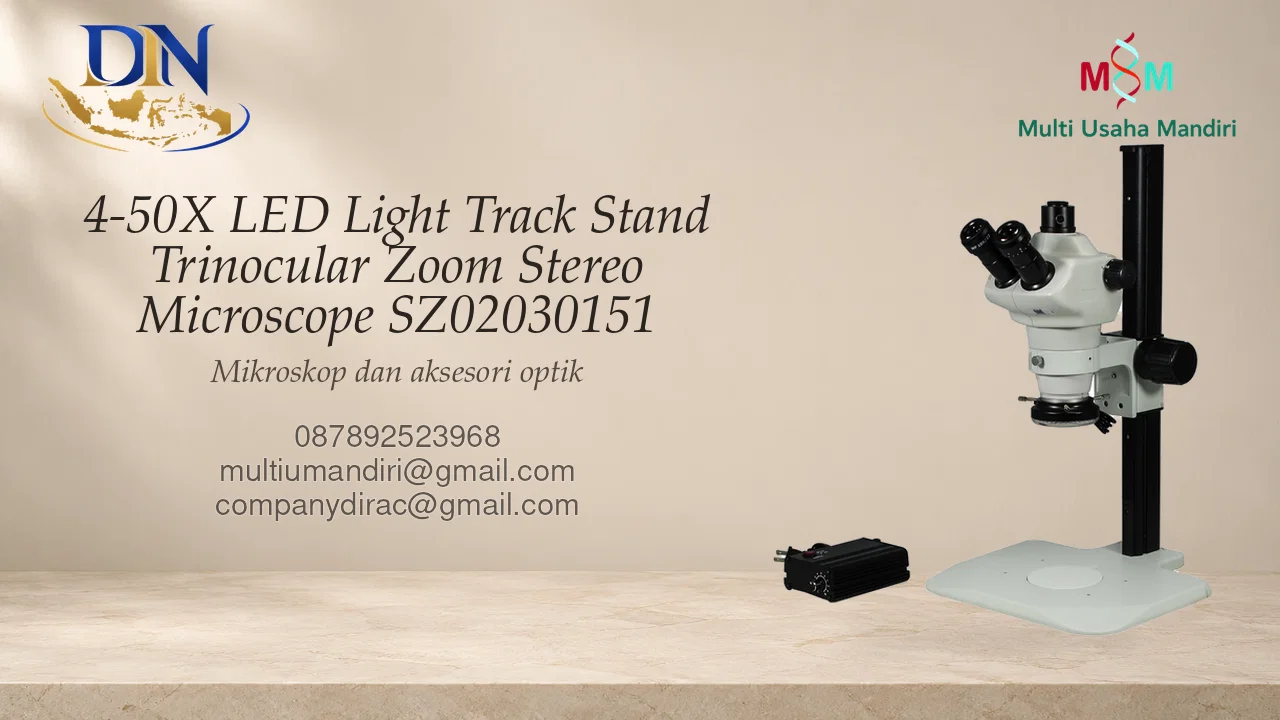 DIN
M M
Multi Usaha Mandiri
4-50X LED Light Track Stand
Trinocular Zoom Stereo
Microscope SZ02030151
Mikroskop dan aksesori optik
087892523968
multiumandiri@gmail.com
companydirac@gmail.com